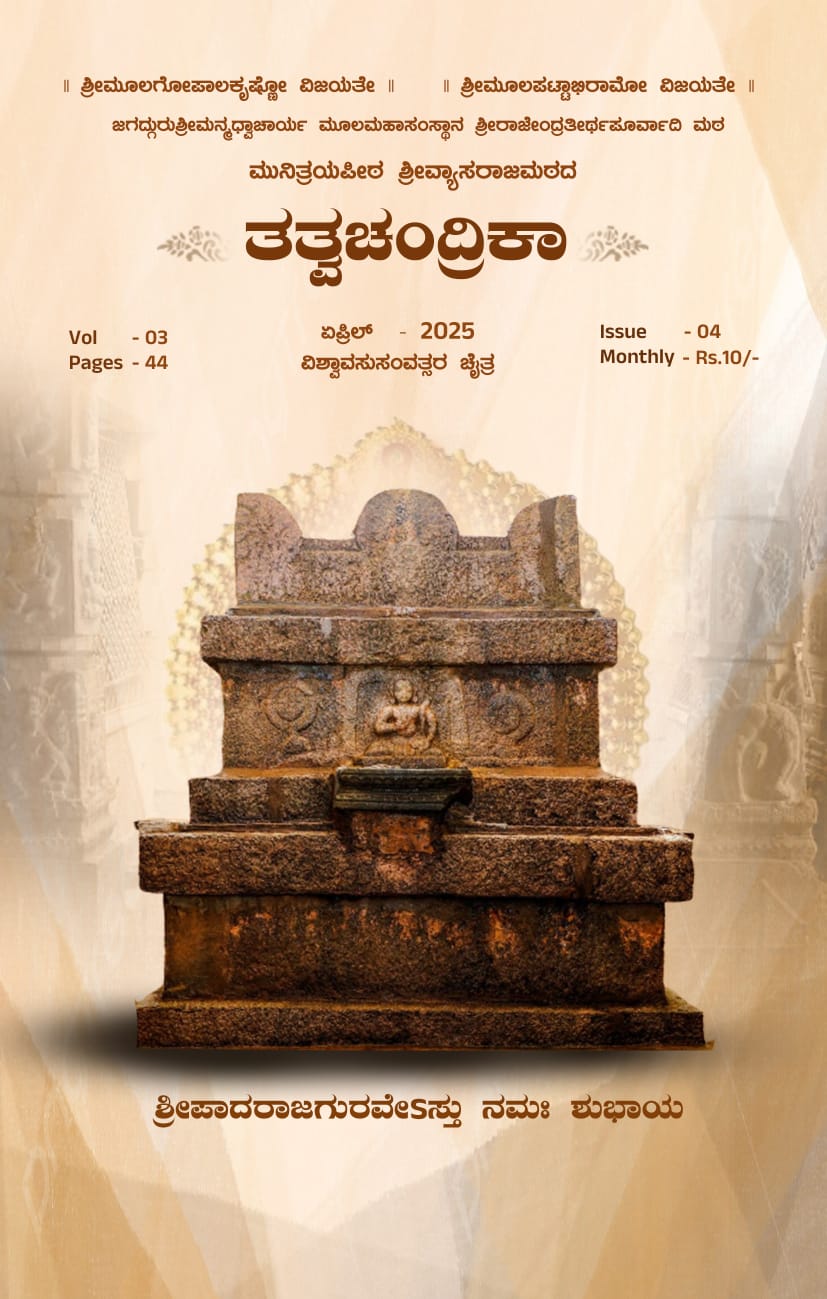 ॥ ಶ್ರೀಮೂಲಗೋಪಾಲಕೃಷ್ಣೋ ವಿಜಯತೇ ॥ ॥ ಶ್ರೀಮೂಲಪಟ್ಟಾಭಿರಾಮೋ ವಿಜಯತೇ ॥
ಜಗದ್ಗುರುಶ್ರೀಮನ್ಮಧ್ವಾಚಾರ್ಯ ಮೂಲಮಹಾಸಂಸ್ಥಾನ ಶ್ರೀರಾಜೇಂದ್ರತೀರ್ಥಪೂರ್ವಾದಿ ಮಠ
ಮುನಿತ್ರಯಪೀಠ ಶ್ರೀವ್ಯಾಸರಾಜಮಠದ
ತತ್ವಚಂದ್ರಿಕಾ
Vol - 03
Pages - 44
ಏಪ್ರಿಲ್ - 2025
ವಿಶ್ವಾವಸುಸಂವತ್ಸರ ಚೈತ್ರ
Issue - 04
Monthly - Rs.10/-
ಶ್ರೀಪಾದರಾಜಗುರವೇSಸ್ತು ನಮಃ ಶುಭಾಯ